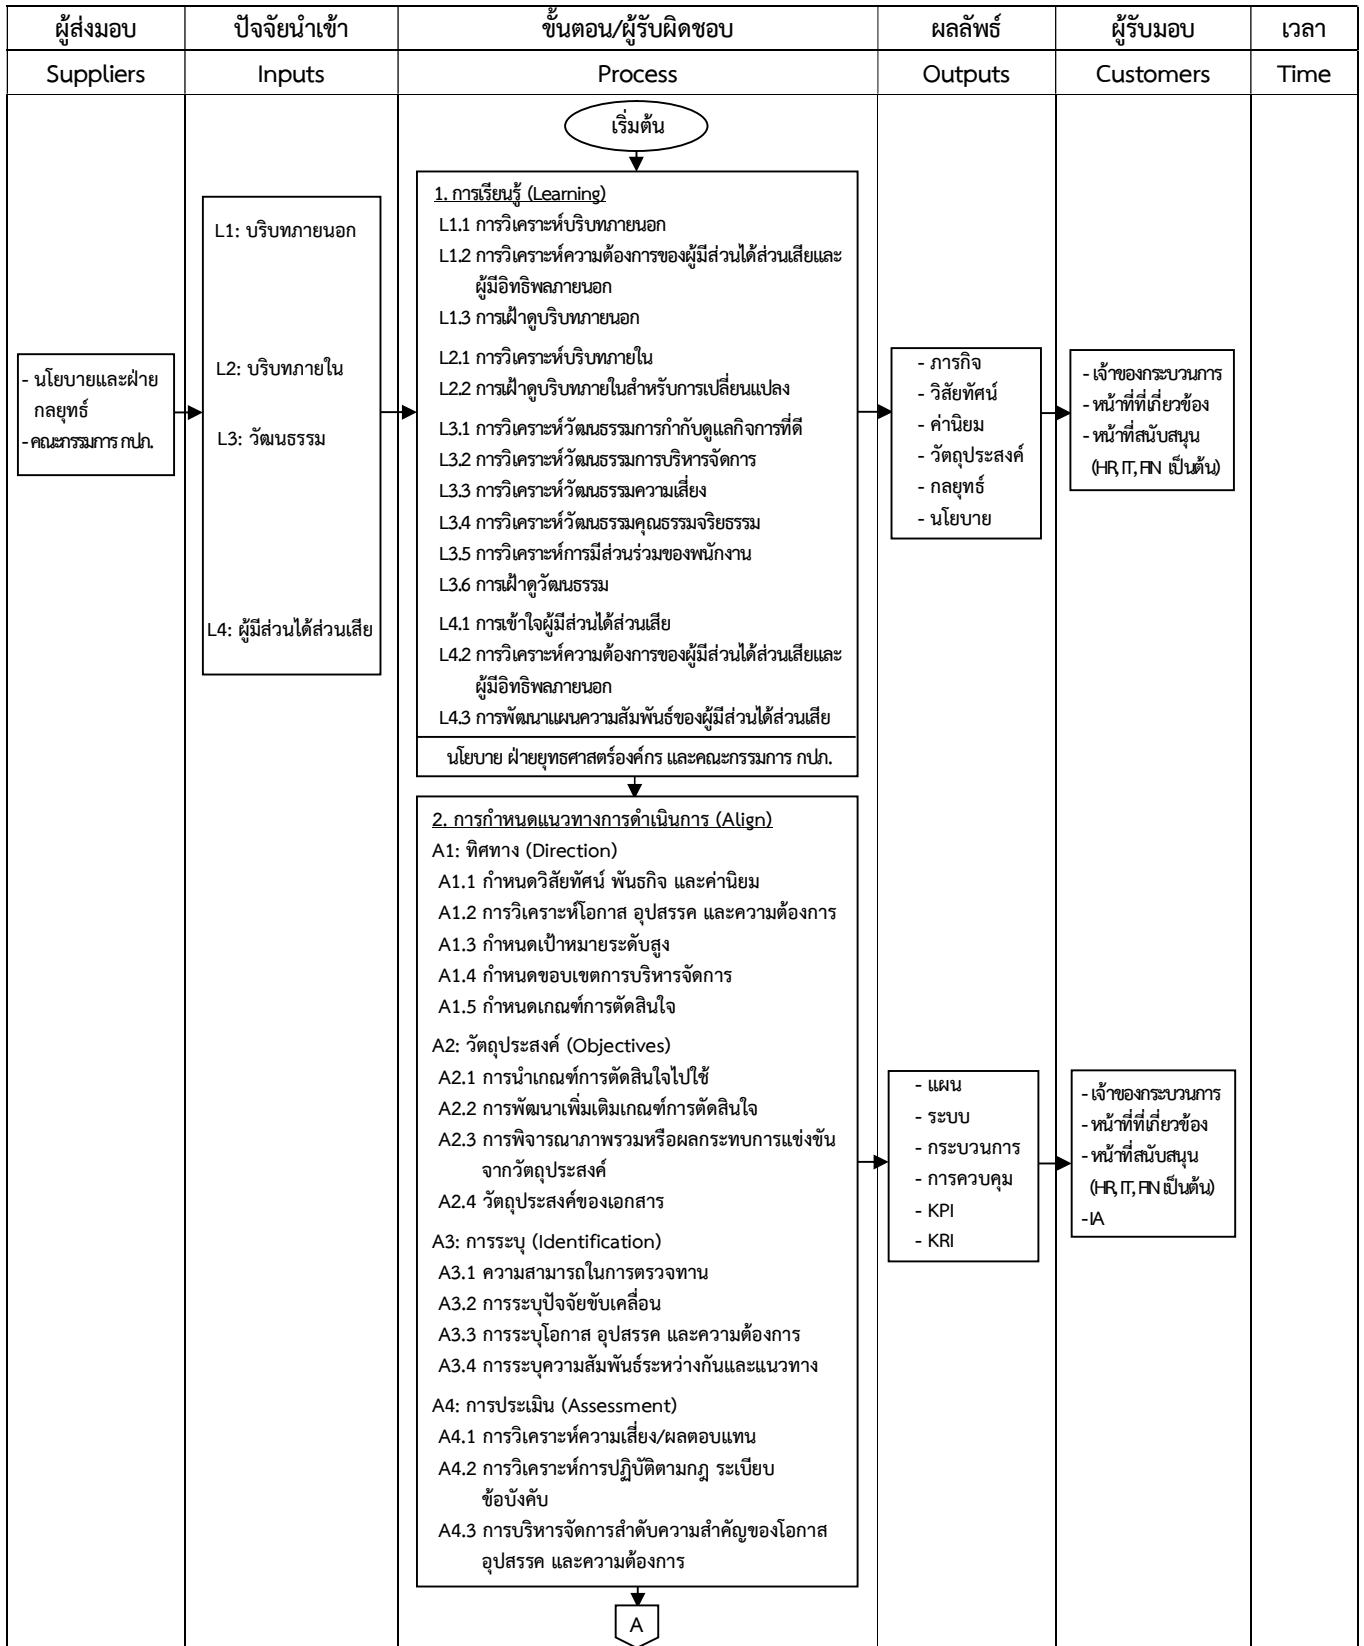 ผู้ส่งมอบ ปัจจัยนำเข้า ขั้นตอน/ผู้รับผิดชอบ ผลลัพธ์ ผู้รับมอบ เวลา
Suppliers Inputs Process Outputs Customers Time
เริ่มต้น
- นโยบายและฝ่าย
กลยุทธ์
- คณะกรรมการ กปภ.
L1: บริบทภายนอก
L2: บริบทภายใน
L3: วัฒนธรรม
L4: ผู้มีส่วนได้ส่วนเสีย
1. การเรียนรู้ (Learning)
L1.1 การวิเคราะห์บริบทภายนอก
L1.2 การวิเคราะห์ความต้องการของผู้มีส่วนได้ส่วนเสียและ
ผู้มีอิทธิพลภายนอก
L1.3 การเฝ้าดูบริบทภายนอก
L2.1 การวิเคราะห์บริบทภายใน
L2.2 การเฝ้าดูบริบทภายในสำหรับการเปลี่ยนแปลง
L3.1 การวิเคราะห์วัฒนธรรมการกำกับดูแลกิจการที่ดี
L3.2 การวิเคราะห์วัฒนธรรมการบริหารจัดการ
L3.3 การวิเคราะห์วัฒนธรรมความเสี่ยง
L3.4 การวิเคราะห์วัฒนธรรมคุณธรรมจริยธรรม
L3.5 การวิเคราะห์การมีส่วนร่วมของพนักงาน
L3.6 การเฝ้าดูวัฒนธรรม
L4.1 การเข้าใจผู้มีส่วนได้ส่วนเสีย
L4.2 การวิเคราะห์ความต้องการของผู้มีส่วนได้ส่วนเสียและ
ผู้มีอิทธิพลภายนอก
L4.3 การพัฒนาแผนความสัมพันธ์ของผู้มีส่วนได้ส่วนเสีย
นโยบาย ฝ่ายยุทธศาสตร์องค์กร และคณะกรรมการ กปภ.
- ภารกิจ
- วิสัยทัศน์
- ค่านิยม
- วัตถุประสงค์
- กลยุทธ์
- นโยบาย
- เจ้าของกระบวนการ
- หน้าที่ที่เกี่ยวข้อง
- หน้าที่สนับสนุน
(HR, IT, FIN เป็นต้น)
2. การกำหนดแนวทางการดำเนินการ (Align)
A1: ทิศทาง (Direction)
A1.1 กำหนดวิสัยทัศน์ พันธกิจ และค่านิยม
A1.2 การวิเคราะห์โอกาส อุปสรรค และความต้องการ
A1.3 กำหนดเป้าหมายระดับสูง
A1.4 กำหนดขอบเขตการบริหารจัดการ
A1.5 กำหนดเกณฑ์การตัดสินใจ
A2: วัตถุประสงค์ (Objectives)
A2.1 การนำเกณฑ์การตัดสินใจไปใช้
A2.2 การพัฒนาเพิ่มเติมเกณฑ์การตัดสินใจ
A2.3 การพิจารณาภาพรวมหรือผลกระทบการแข่งขัน
จากวัตถุประสงค์
A2.4 วัตถุประสงค์ของเอกสาร
A3: การระบุ (Identification)
A3.1 ความสามารถในการตรวจทาน
A3.2 การระบุปัจจัยขับเคลื่อน
A3.3 การระบุโอกาส อุปสรรค และความต้องการ
A3.4 การระบุความสัมพันธ์ระหว่างกันและแนวทาง
A4: การประเมิน (Assessment)
A4.1 การวิเคราะห์ความเสี่ยง/ผลตอบแทน
A4.2 การวิเคราะห์การปฏิบัติตามกฎ ระเบียบ
ข้อบังคับ
A4.3 การบริหารจัดการลำดับความสำคัญของโอกาส
อุปสรรค และความต้องการ
- แผน
- ระบบ
- กระบวนการ
- การควบคุม
- KPI
- KRI
- เจ้าของกระบวนการ
- หน้าที่ที่เกี่ยวข้อง
- หน้าที่สนับสนุน
(HR, IT, FIN เป็นต้น)
- IA
A